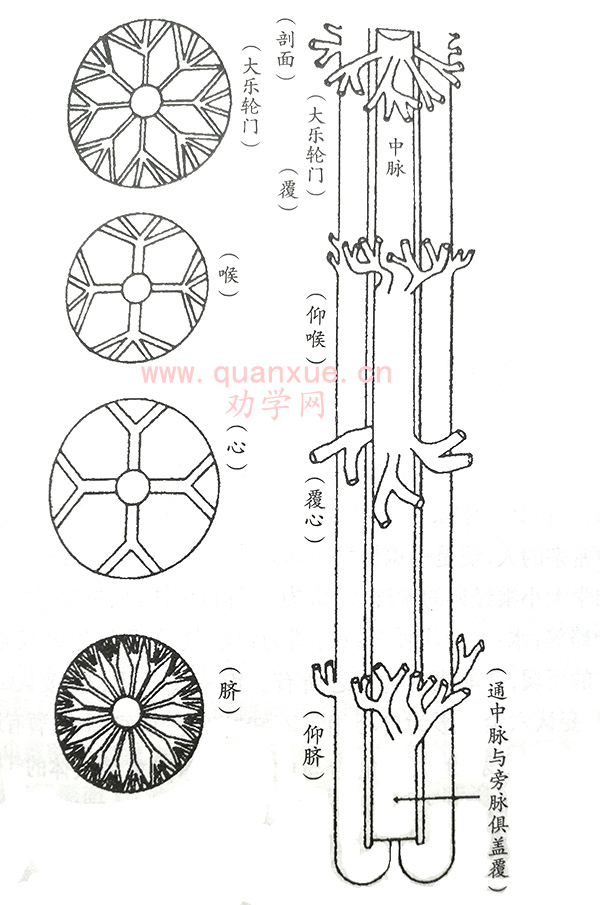 （剖面）
（大乐轮门）
（大乐轮门）
（覆）
中脉
（喉）
（仰喉）
www.quanxue.cn
劝学网
（心）
（覆心）
（脐）
（仰脐）
（通中脉与旁脉俱盖覆）